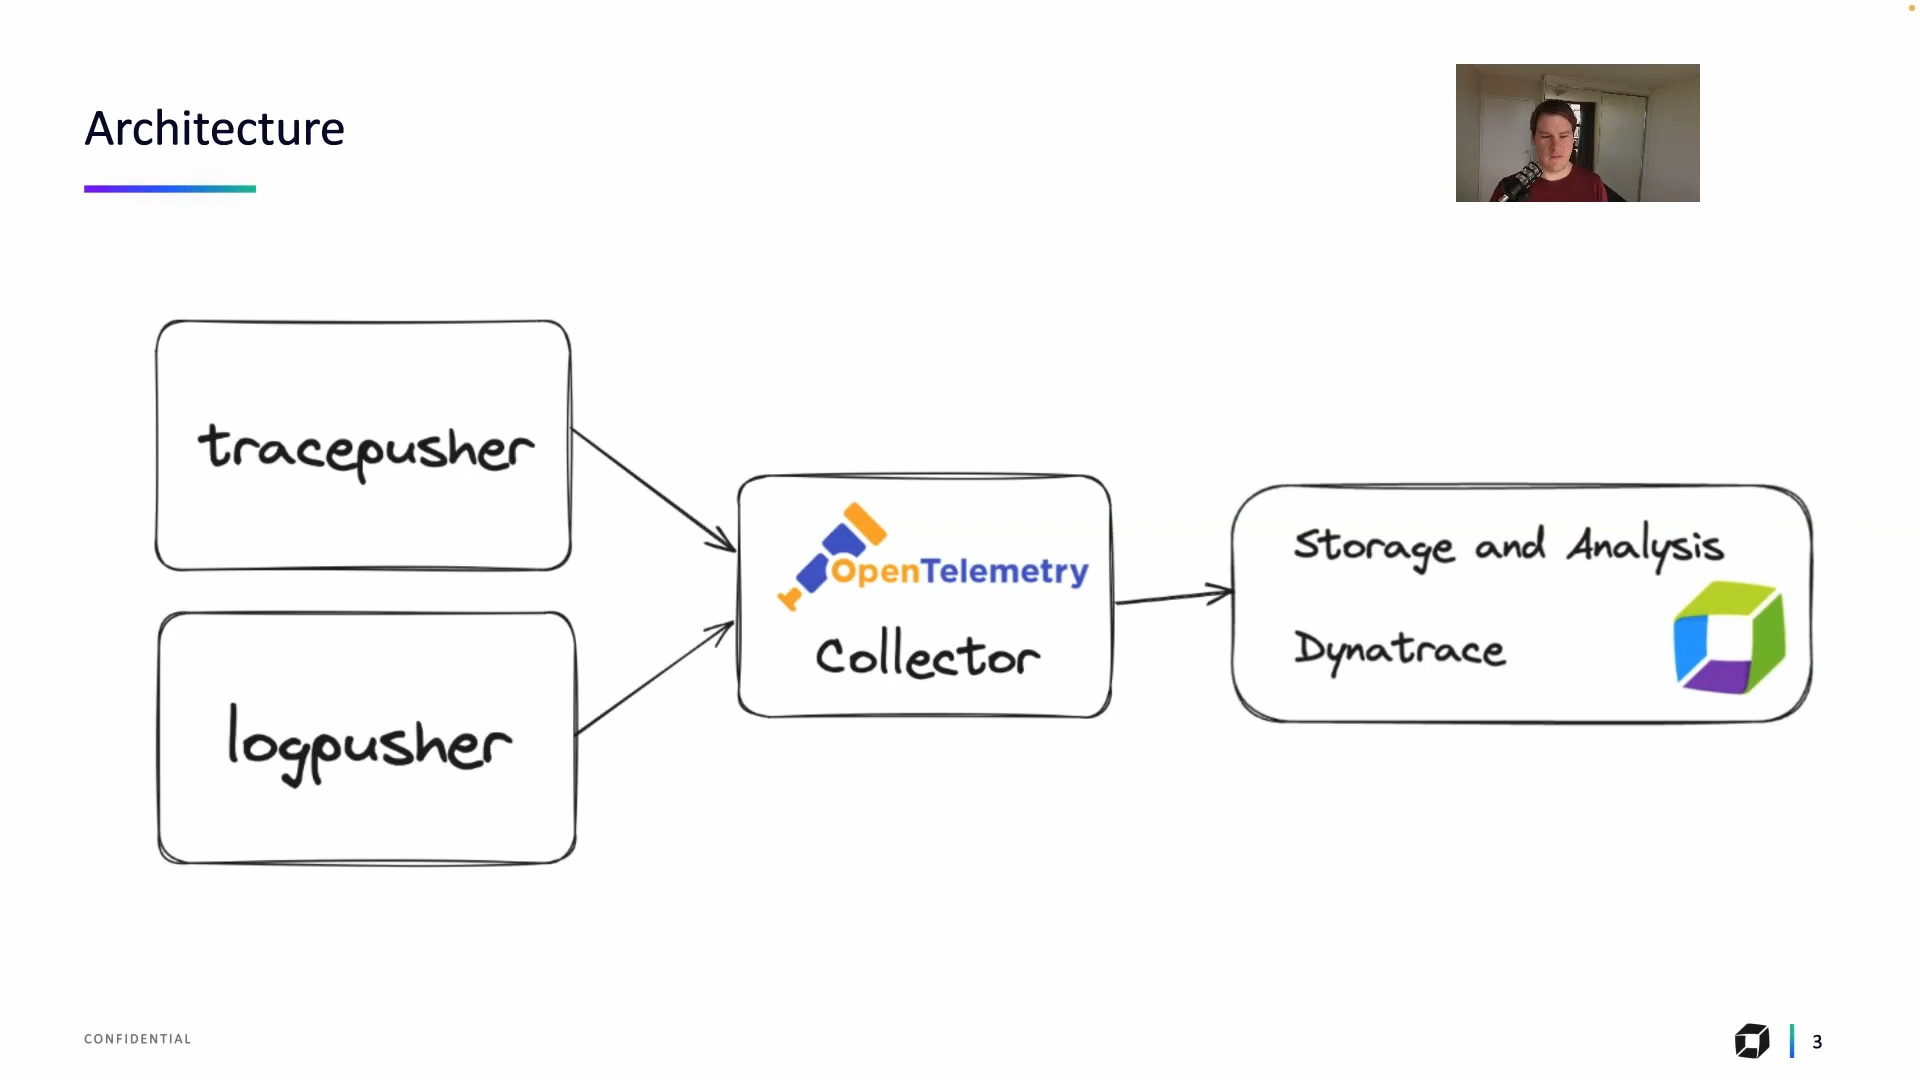 Architecture
tracepusher
logpusher
OpenTelemetry
Collector
Storage and Analysis
Dynatrace
CONFIDENTIAL
3